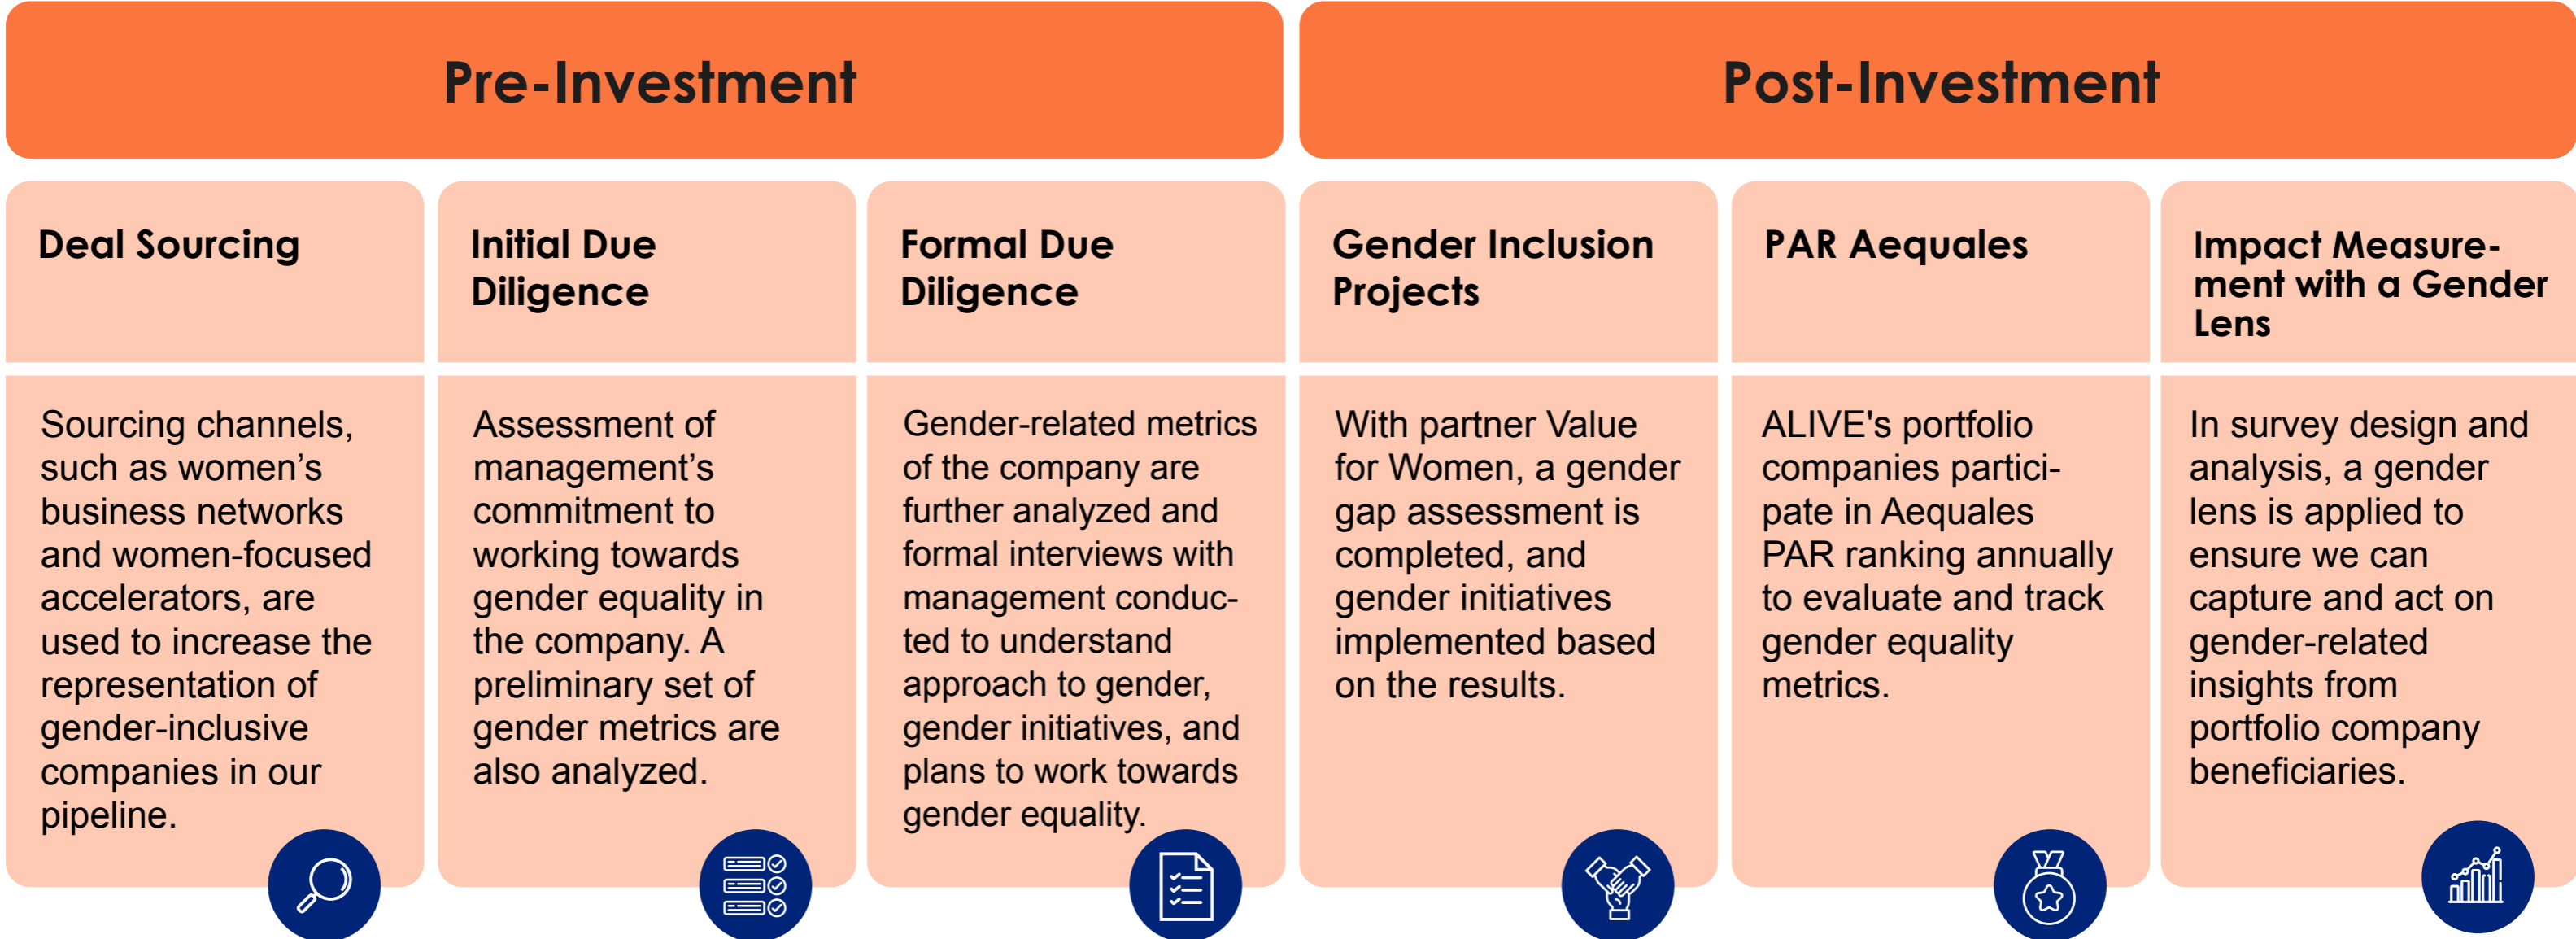 Pre-Investment
Post-Investment
Deal Sourcing
Sourcing channels,
such as women’s
business networks
and women-focused
accelerators, are
used to increase the
representation of
gender-inclusive
companies in our
pipeline.
Initial Due
Diligence
Assessment of
management’s
commitment to
working towards
gender equality in
the company. A
preliminary set of
gender metrics are
also analyzed.
Formal Due
Diligence
Gender-related metrics
of the company are
further analyzed and
formal interviews with
management conduc-
ted to understand
approach to gender,
gender initiatives, and
plans to work towards
gender equality.
Gender Inclusion
Projects
With partner Value
for Women, a gender
gap assessment is
completed, and
gender initiatives
implemented based
on the results.
PAR Aequales
ALIVE's portfolio
companies partici-
pate in Aequales
PAR ranking annually
to evaluate and track
gender equality
metrics.
Impact Measure-
ment with a Gender
Lens
In survey design and
analysis, a gender
lens is applied to
ensure we can
capture and act on
gender-related
insights from
portfolio company
beneficiaries.